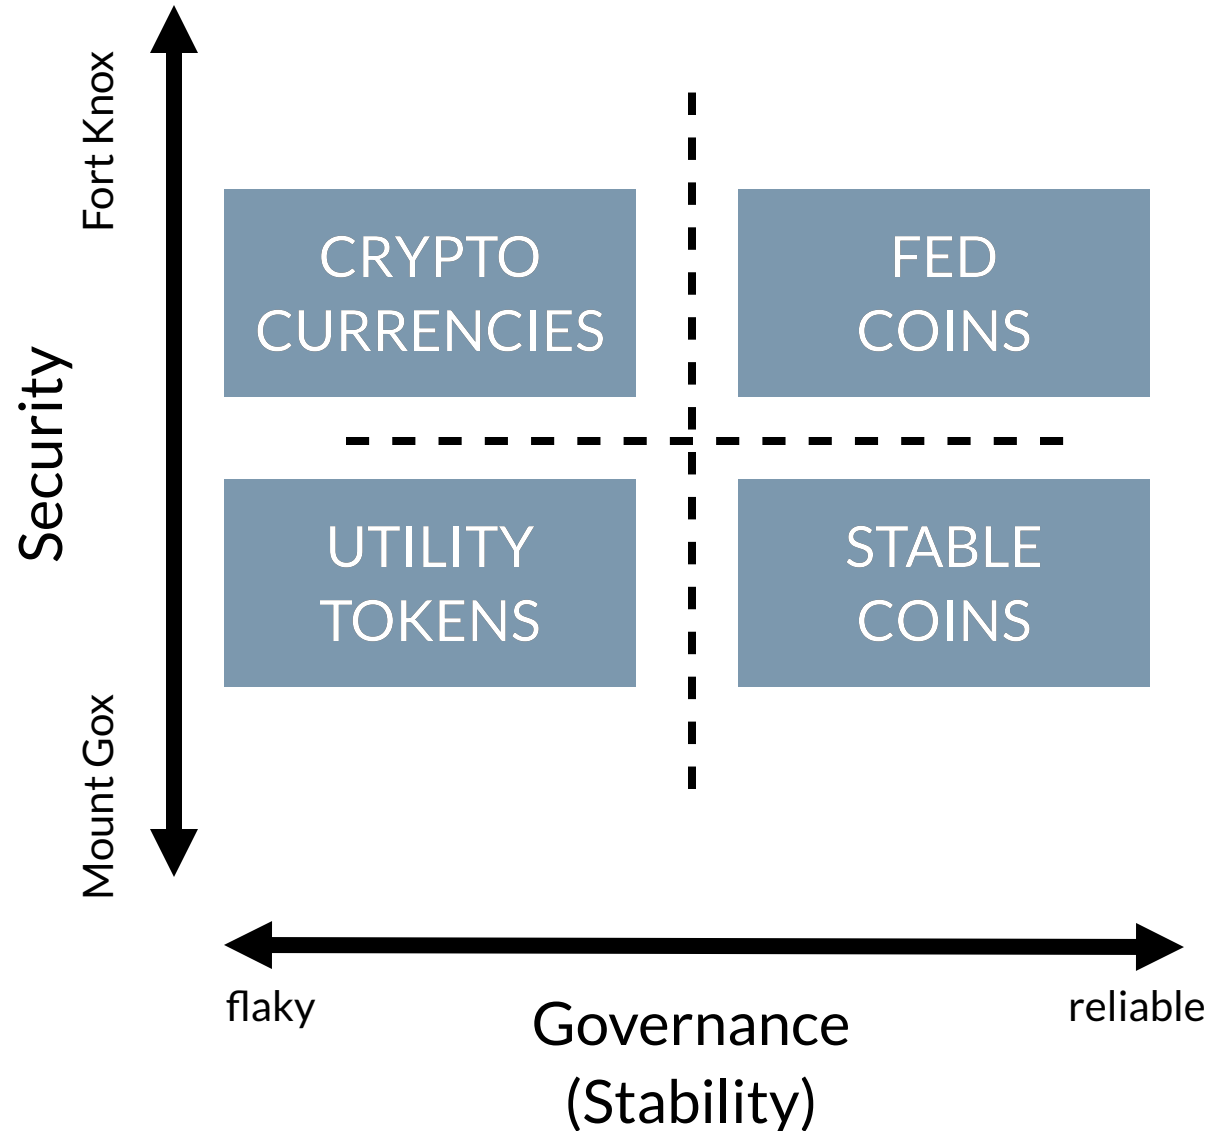 Fort Knox
Security
Mount Gox
CRYPTO
CURRENCIES
FED
COINS
UTILITY
TOKENS
STABLE
COINS
flaky
reliable
Governance
(Stability)